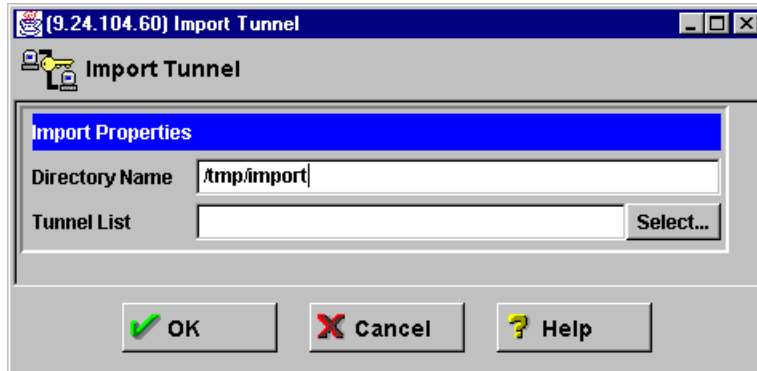 (9.24.104.60) Import Tunnel
Import Tunnel
Import Properties
Directory Name /tmp/import
Tunnel List Select...
OK Cancel Help